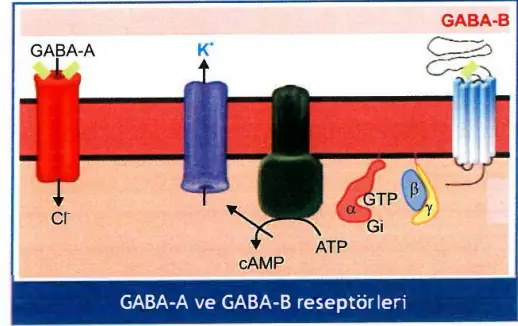 GABA-B
GABA-A
K+
Cl-
α
GTP
Gi
β
γ
ATP
cAMP
GABA-A ve GABA-B reseptörleri